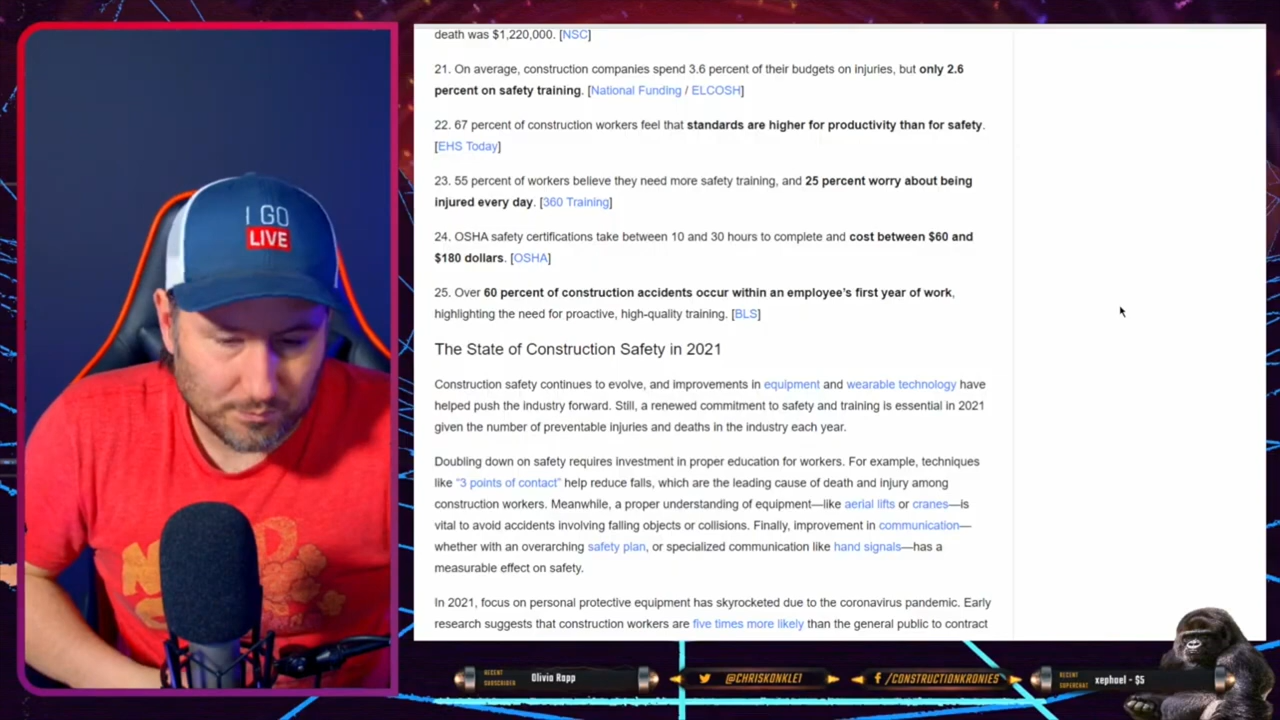 I GO
LIVE
death was $1,220,000. [NSC]
21. On average, construction companies spend 3.6 percent of their budgets on injuries, but only 2.6
percent on safety training. [National Funding / ELCOSH]
22. 67 percent of construction workers feel that standards are higher for productivity than for safety.
[EHS Today]
23. 55 percent of workers believe they need more safety training, and 25 percent worry about being
injured every day. [360 Training]
24. OSHA safety certifications take between 10 and 30 hours to complete and cost between $60 and
$180 dollars. [OSHA]
25. Over 60 percent of construction accidents occur within an employee’s first year of work,
highlighting the need for proactive, high-quality training. [BLS]
The State of Construction Safety in 2021
Construction safety continues to evolve, and improvements in equipment and wearable technology have
helped push the industry forward. Still, a renewed commitment to safety and training is essential in 2021
given the number of preventable injuries and deaths in the industry each year.
Doubling down on safety requires investment in proper education for workers. For example, techniques
like “3 points of contact” help reduce falls, which are the leading cause of death and injury among
construction workers. Meanwhile, a proper understanding of equipment—like aerial lifts or cranes—is
vital to avoid accidents involving falling objects or collisions. Finally, improvement in communication—
whether with an overarching safety plan, or specialized communication like hand signals—has a
measurable effect on safety.
In 2021, focus on personal protective equipment has skyrocketed due to the coronavirus pandemic. Early
research suggests that construction workers are five times more likely than the general public to contract
RECENT
SUBSCRIBER
Olivia Rapp
@CHRISKONKLE1
/CONSTRUCTIONKRONIES
RECENT
SUPERCHAT
xephael - $5